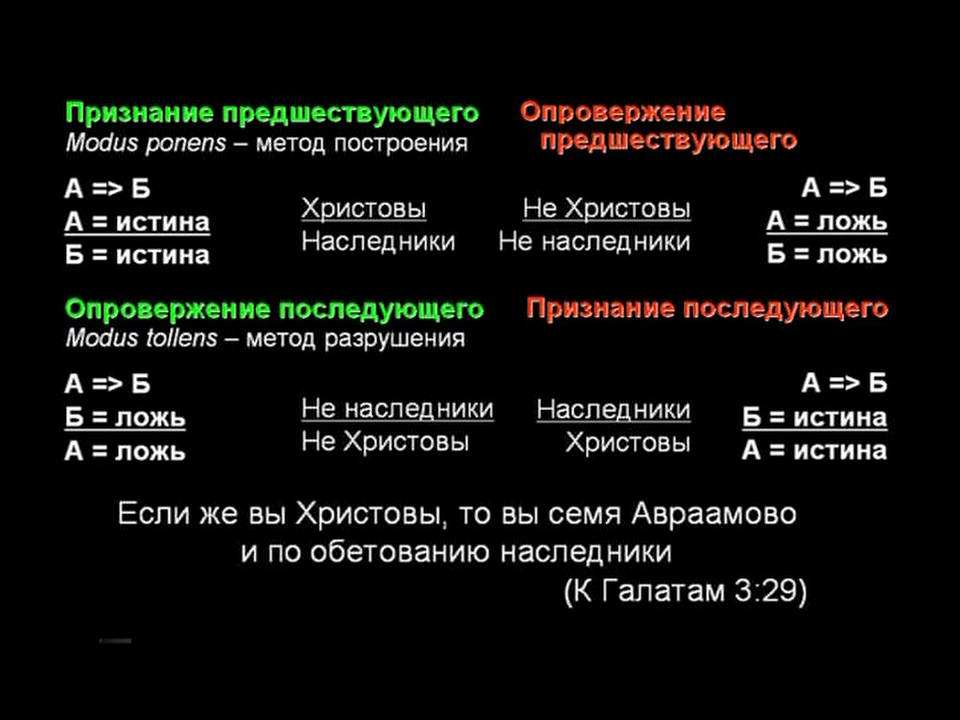 Признание предшествующего
Modus ponens – метод построения
А => Б
А = истина
Б = истина
Христовы
Наследники
Опровержение
предшествующего
Не Христовы
Не наследники
А => Б
А = ложь
Б = ложь
Опровержение последующего
Modus tollens – метод разрушения
А => Б
Б = ложь
А = ложь
Не наследники
Не Христовы
Признание последующего
Наследники
Христовы
А => Б
Б = истина
А = истина
Если же вы Христовы, то вы семя Авраамово
и по обетованию наследники
(К Галатам 3:29)